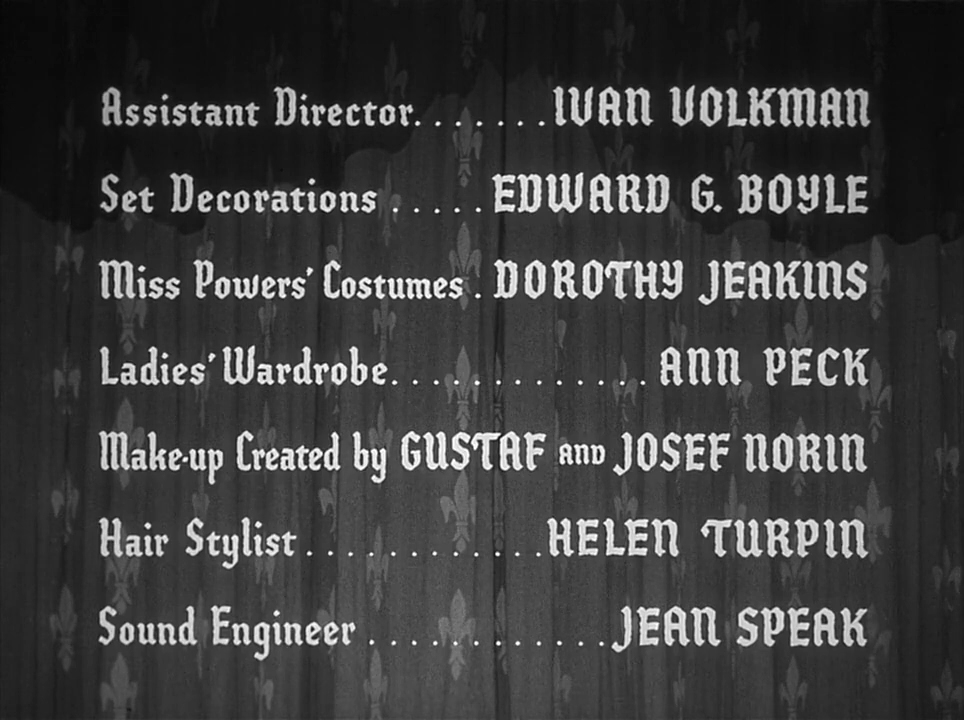 Assistant Director........IVAN VOLKMAN
Set Decorations .....EDWARD G. BOYLE
Miss Powers' Costumes . DOROTHY JEAKINS
Ladies' Wardrobe..............ANN PECK
Make-up Created by GUSTAF AND JOSEF NORIN
Hair Stylist .............HELEN TURPIN
Sound Engineer ............JEAN SPEAK